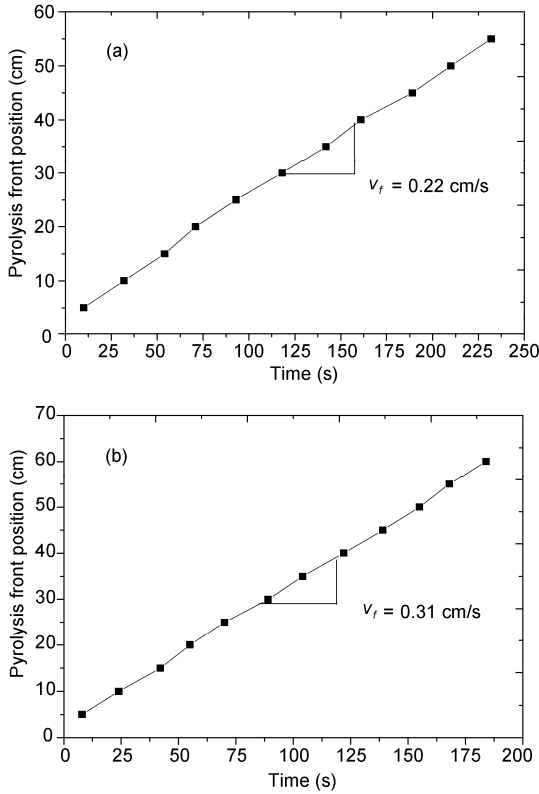 (a)
Pyrolysis front position (cm)
60
50
40
30
20
10
0
v_f = 0.22 cm/s
0 25 50 75 100 125 150 175 200 225 250
Time (s)
(b)
Pyrolysis front position (cm)
70
60
50
40
30
20
10
0
v_f = 0.31 cm/s
0 25 50 75 100 125 150 175 200
Time (s)